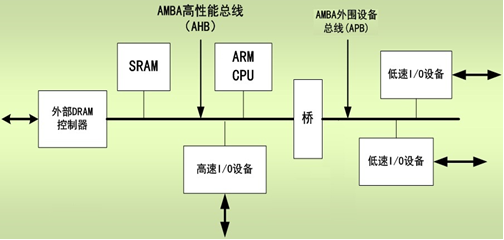 AMBA高性能总线
(AHB)
AMBA外围设备
总线(APB)
SRAM
ARM
CPU
低速I/O设备
外部DRAM
控制器
桥
高速I/O设备
低速I/O设备